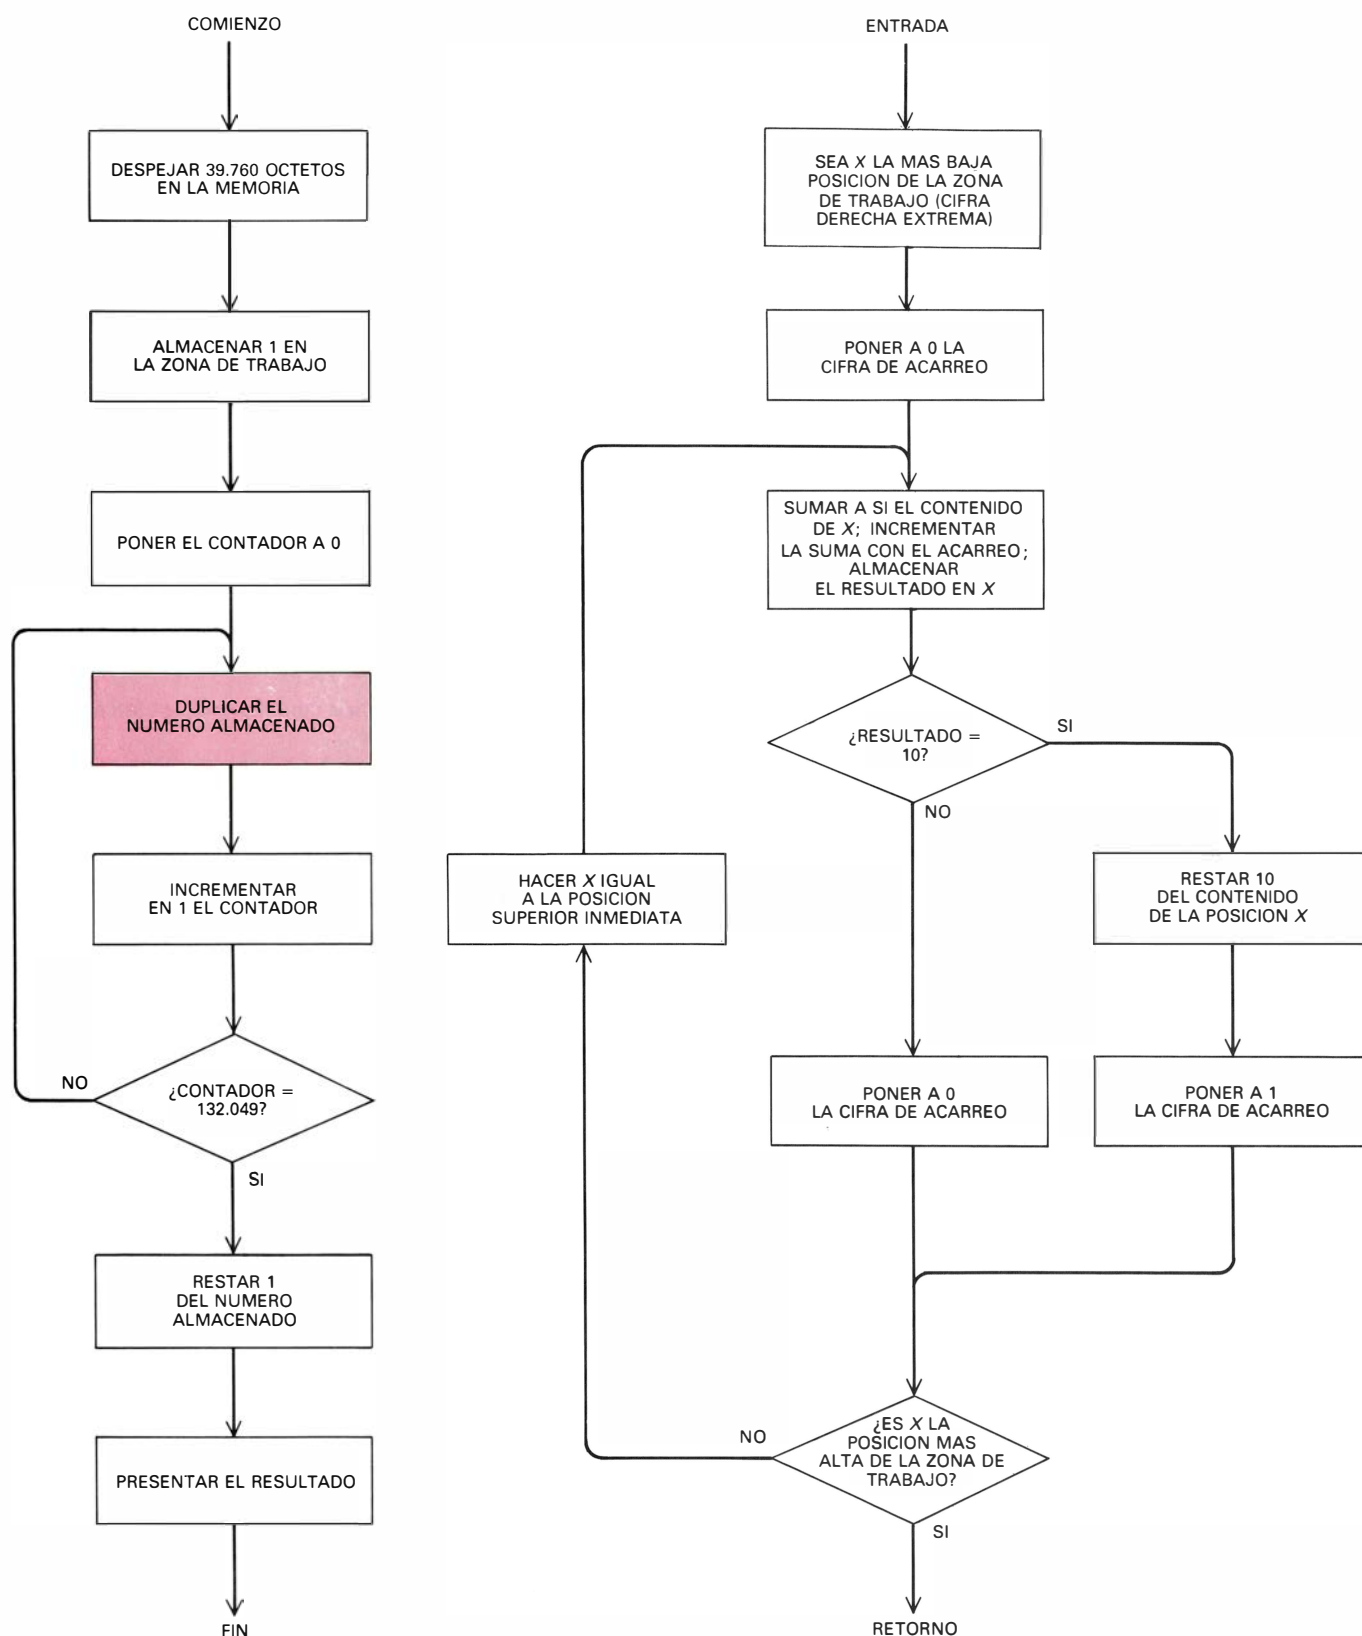 COMIENZO
DESPEJAR 39.760 OCTETOS
EN LA MEMORIA
ALMACENAR 1 EN
LA ZONA DE TRABAJO
PONER EL CONTADOR A 0
DUPLICAR EL
NUMERO ALMACENADO
INCREMENTAR
EN 1 EL CONTADOR
NO
¿CONTADOR =
132.049?
SI
RESTAR 1
DEL NUMERO
ALMACENADO
PRESENTAR EL RESULTADO
FIN
ENTRADA
SEA X LA MAS BAJA
POSICION DE LA ZONA
DE TRABAJO (CIFRA
DERECHA EXTREMA)
PONER A 0 LA
CIFRA DE ACARREO
SUMAR A SI EL CONTENIDO
DE X; INCREMENTAR
LA SUMA CON EL ACARREO;
ALMACENAR
EL RESULTADO EN X
¿RESULTADO =
10?
SI
NO
HACER X IGUAL
A LA POSICION
SUPERIOR INMEDIATA
RESTAR 10
DEL CONTENIDO
DE LA POSICION X
PONER A 0
LA CIFRA DE ACARREO
PONER A 1
LA CIFRA DE ACARREO
NO
¿ES X LA
POSICION MAS
ALTA DE LA ZONA DE
TRABAJO?
SI
RETORNO